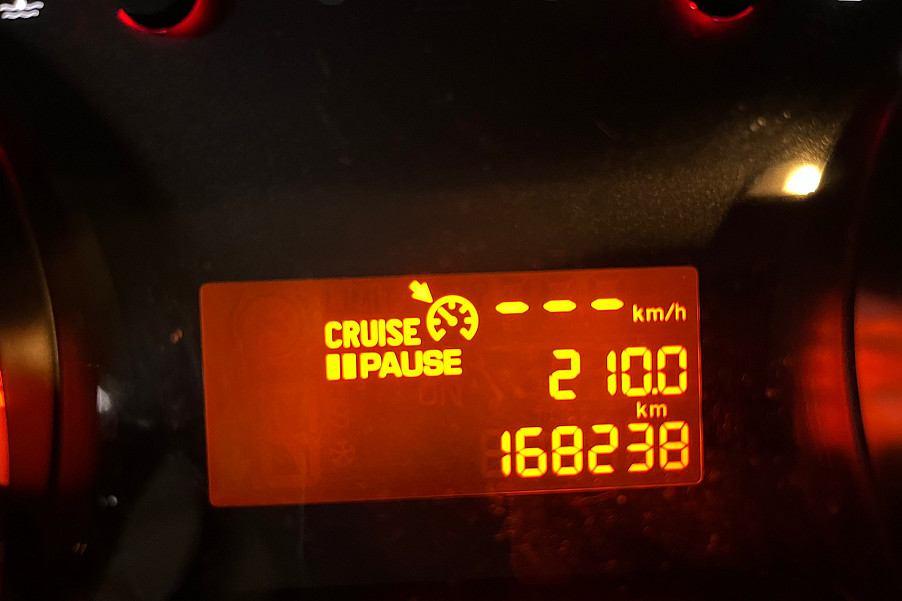 CRUISE --- km/h
PAUSE
210.0
km
168238